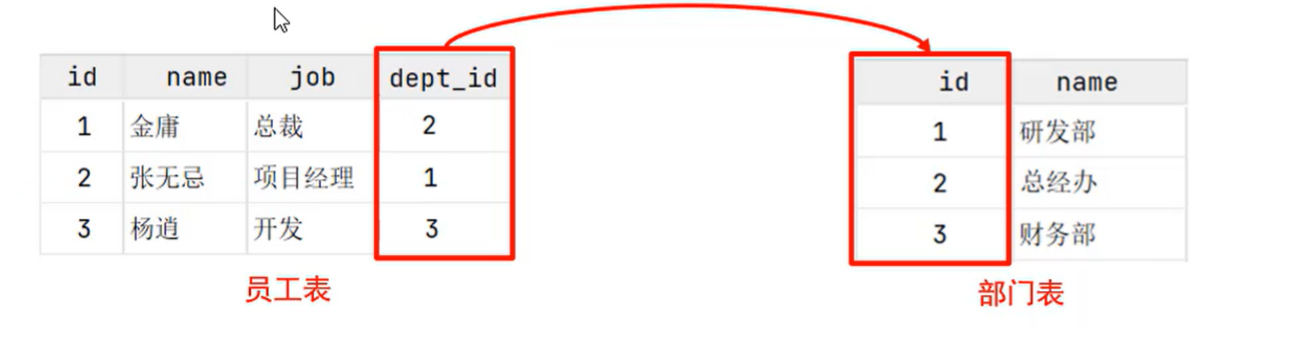 id name job dept_id
1 金庸 总裁 2
2 张无忌 项目经理 1
3 杨逍 开发 3
员工表
id name
1 研发部
2 总经办
3 财务部
部门表